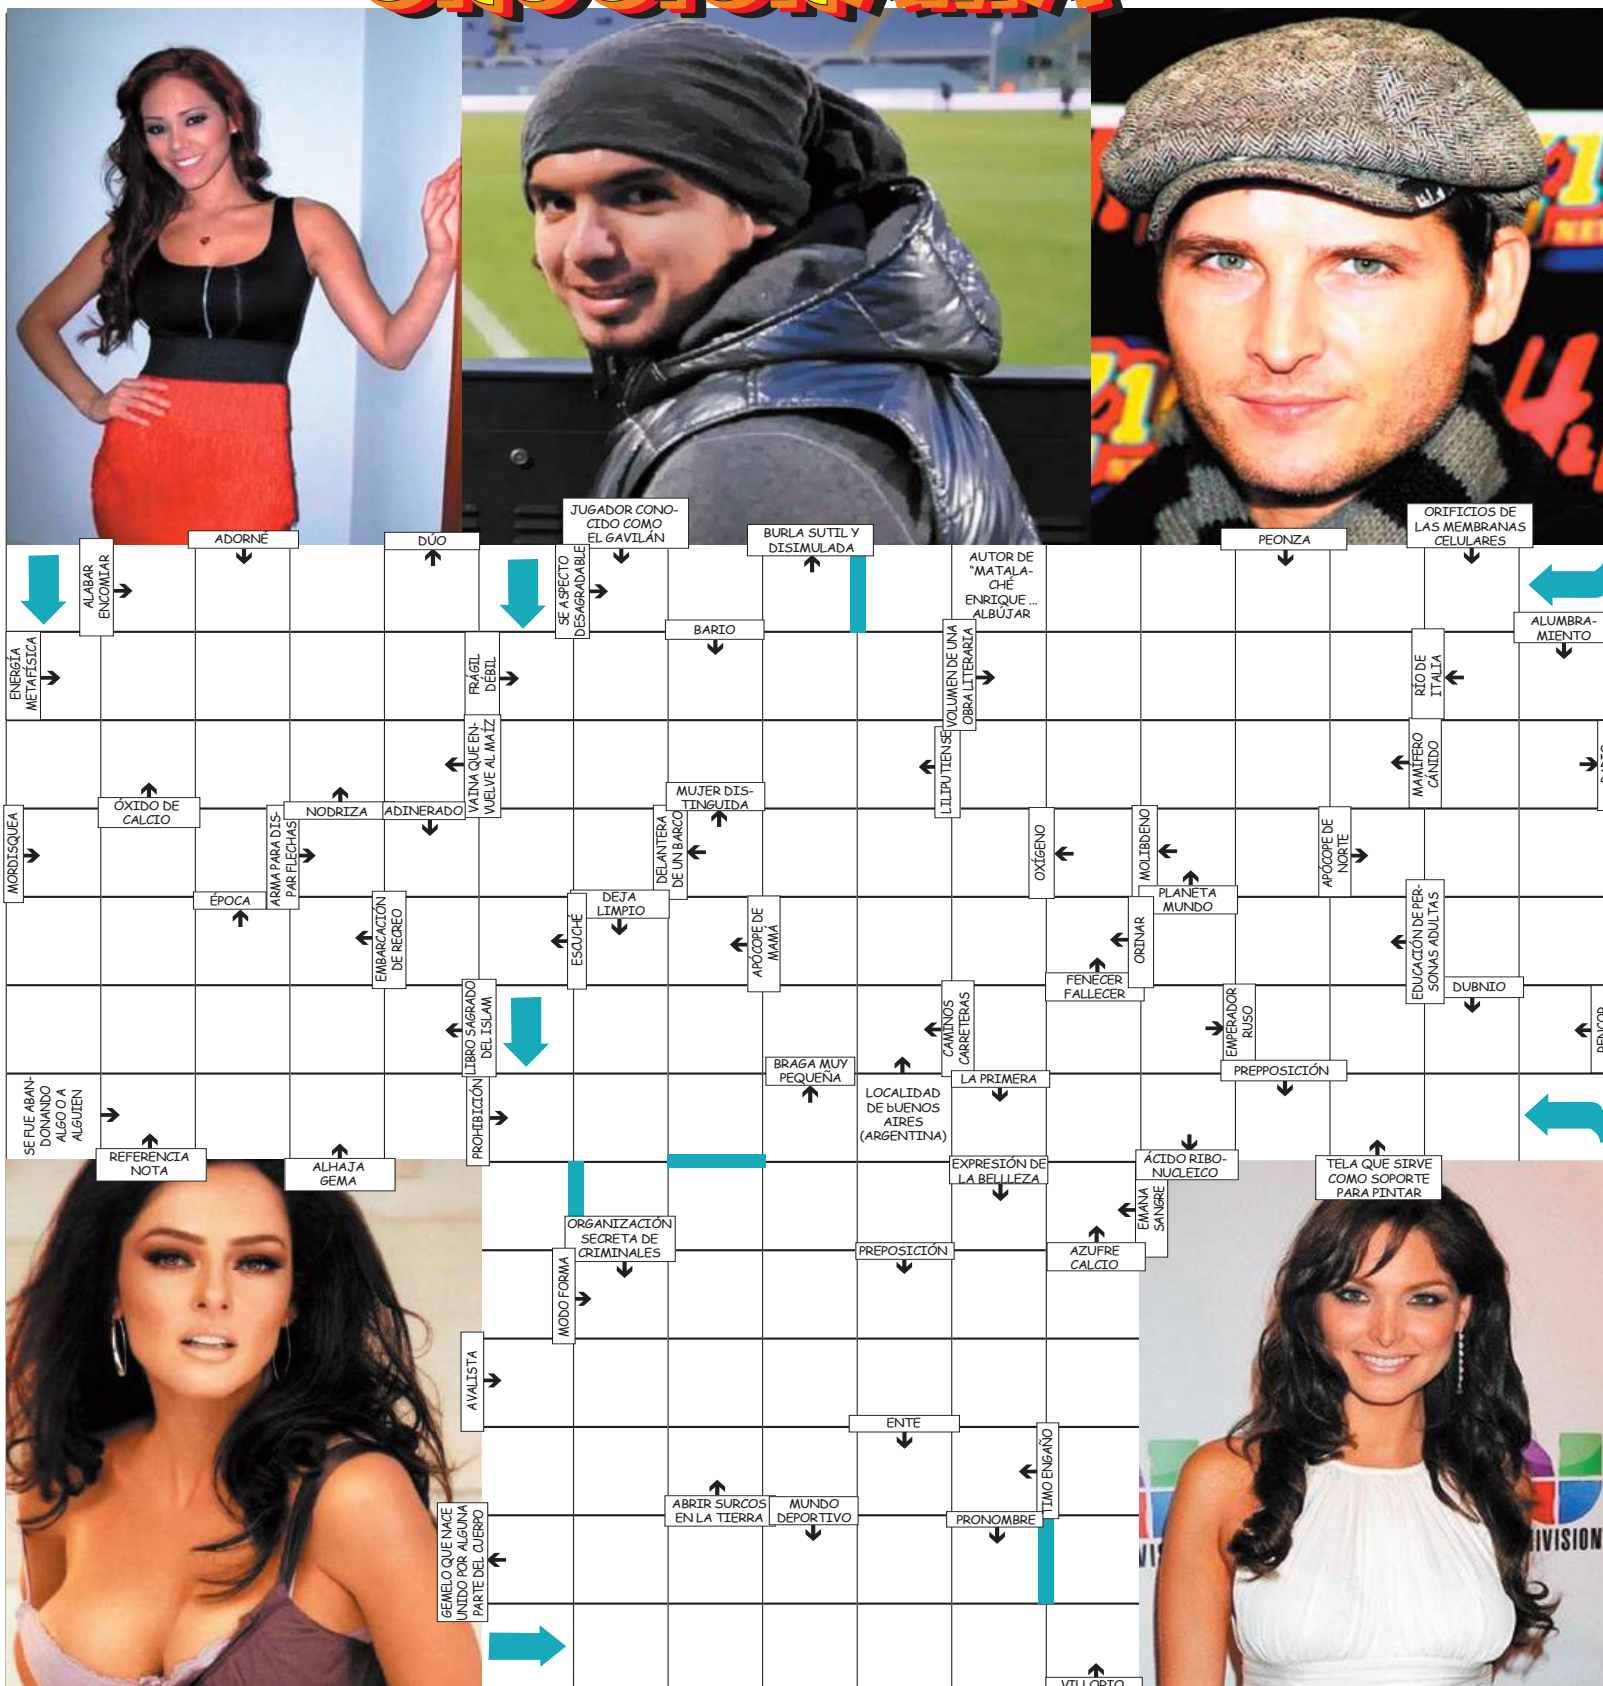 JUGADOR CONO-
CIDO COMO
EL GAVILÁN
ORIFICIOS DE
LAS MEMBRANAS
CELULARES
ADORNÉ
DÚO
BURLA SUTIL Y
DISIMULADA
PEONZA
ALABAR
ENCOMIAR
SE ASPECTO
DESAGRADABLE
AUTOR DE
"MATALA-
CHÉ
ENRIQUE ...
ALBÚJAR
BARIO
ALUMBRA-
MIENTO
ENERGÍA
METAFÍSICA
FRÁGIL
DÉBIL
VOLUMEN DE UNA
OBRA LITERARIA
RÍO DE
ITALIA
VAINA QUE EN-
VUELVE AL MAÍZ
LILIPUTIENSE
MAMÍFERO
CÁNIDO
ÓXIDO DE
CALCIO
NODRIZA
ADINERADO
MUJER DIS-
TINGUIDA
MORDISQUEA
ARMA PARA DIS-
PAR FLECHAS
DELANTERA
DE UN BARCO
OXÍGENO
MOLIBDENO
APÓCOPE DE
NORTE
ÉPOCA
DEJA
LIMPIO
PLANETA
MUNDO
EMBARCACIÓN
DE RECREO
ESCUCHÉ
APÓCOPE DE
MAMÁ
ORINAR
EDUCACIÓN DE PER-
SONAS ADULTAS
FENECER
FALLECER
DUBNIO
LIBRO SAGRADO
DEL ISLAM
CAMINOS
CARRETERAS
EMPERADOR
RUSO
BRAGA MUY
PEQUEÑA
LA PRIMERA
PREPPOSICIÓN
SE FUE ABAN-
DONANDO
ALGO O A
ALGUIEN
PROHIBICIÓN
LOCALIDAD
DE bUENOS
AIRES
(ARGENTINA)
REFERENCIA
NOTA
ALHAJA
GEMA
EXPRESIÓN DE
LA BELLLEZA
ÁCIDO RIBO-
NUCLEICO
TELA QUE SIRVE
COMO SOPORTE
PARA PINTAR
EMANA
SANGRE
ORGANIZACIÓN
SECRETA DE
CRIMINALES
PREPOSICIÓN
AZUFRE
CALCIO
MODO FORMA
AVALISTA
ENTE
TIMO ENGAÑO
ABRIR SURCOS
EN LA TIERRA
MUNDO
DEPORTIVO
PRONOMBRE
GEMELO QUE NACE
UNIDO POR ALGUNA
PARTE DEL CUERPO